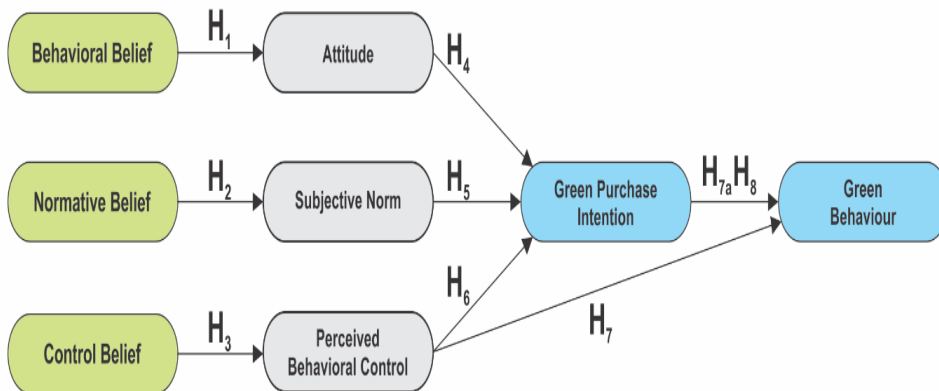 Behavioral Belief
H1
Attitude
H4
Normative Belief
H2
Subjective Norm
H5
Green Purchase
Intention
H7a H8
Green
Behaviour
H6
Control Belief
H3
Perceived
Behavioral Control
H7